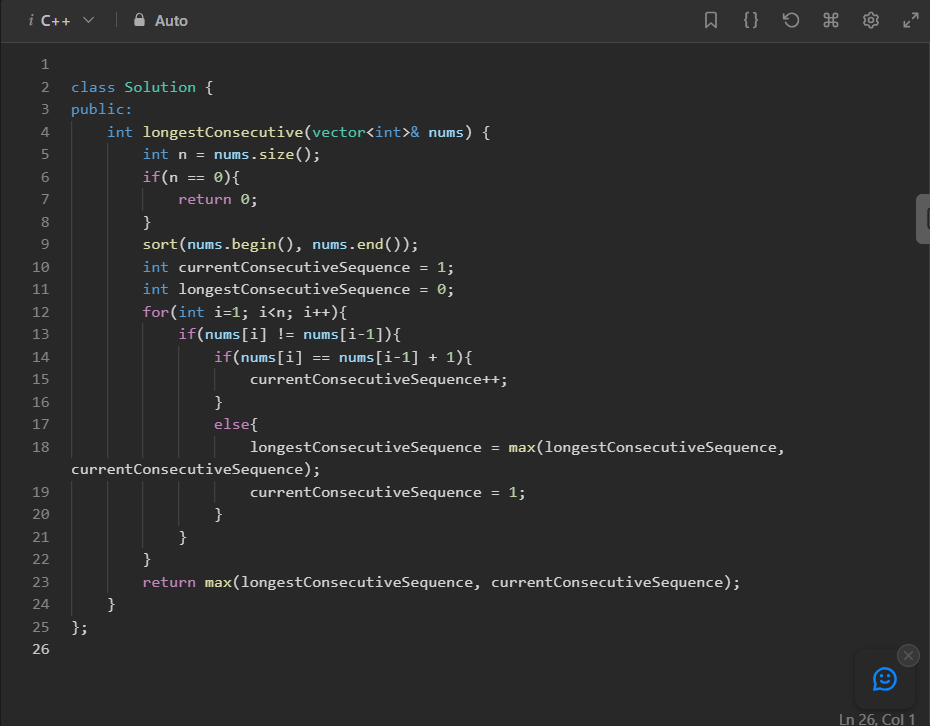 i C++ Auto
1
2 class Solution {
3 public:
4 int longestConsecutive(vector<int>& nums) {
5 int n = nums.size();
6 if(n == 0){
7 return 0;
8 }
9 sort(nums.begin(), nums.end());
10 int currentConsecutiveSequence = 1;
11 int longestConsecutiveSequence = 0;
12 for(int i=1; i<n; i++){
13 if(nums[i] != nums[i-1]){
14 if(nums[i] == nums[i-1] + 1){
15 currentConsecutiveSequence++;
16 }
17 else{
18 longestConsecutiveSequence = max(longestConsecutiveSequence,
currentConsecutiveSequence);
19 currentConsecutiveSequence = 1;
20 }
21 }
22 }
23 return max(longestConsecutiveSequence, currentConsecutiveSequence);
24 }
25 };
26
Ln 26, Col 1